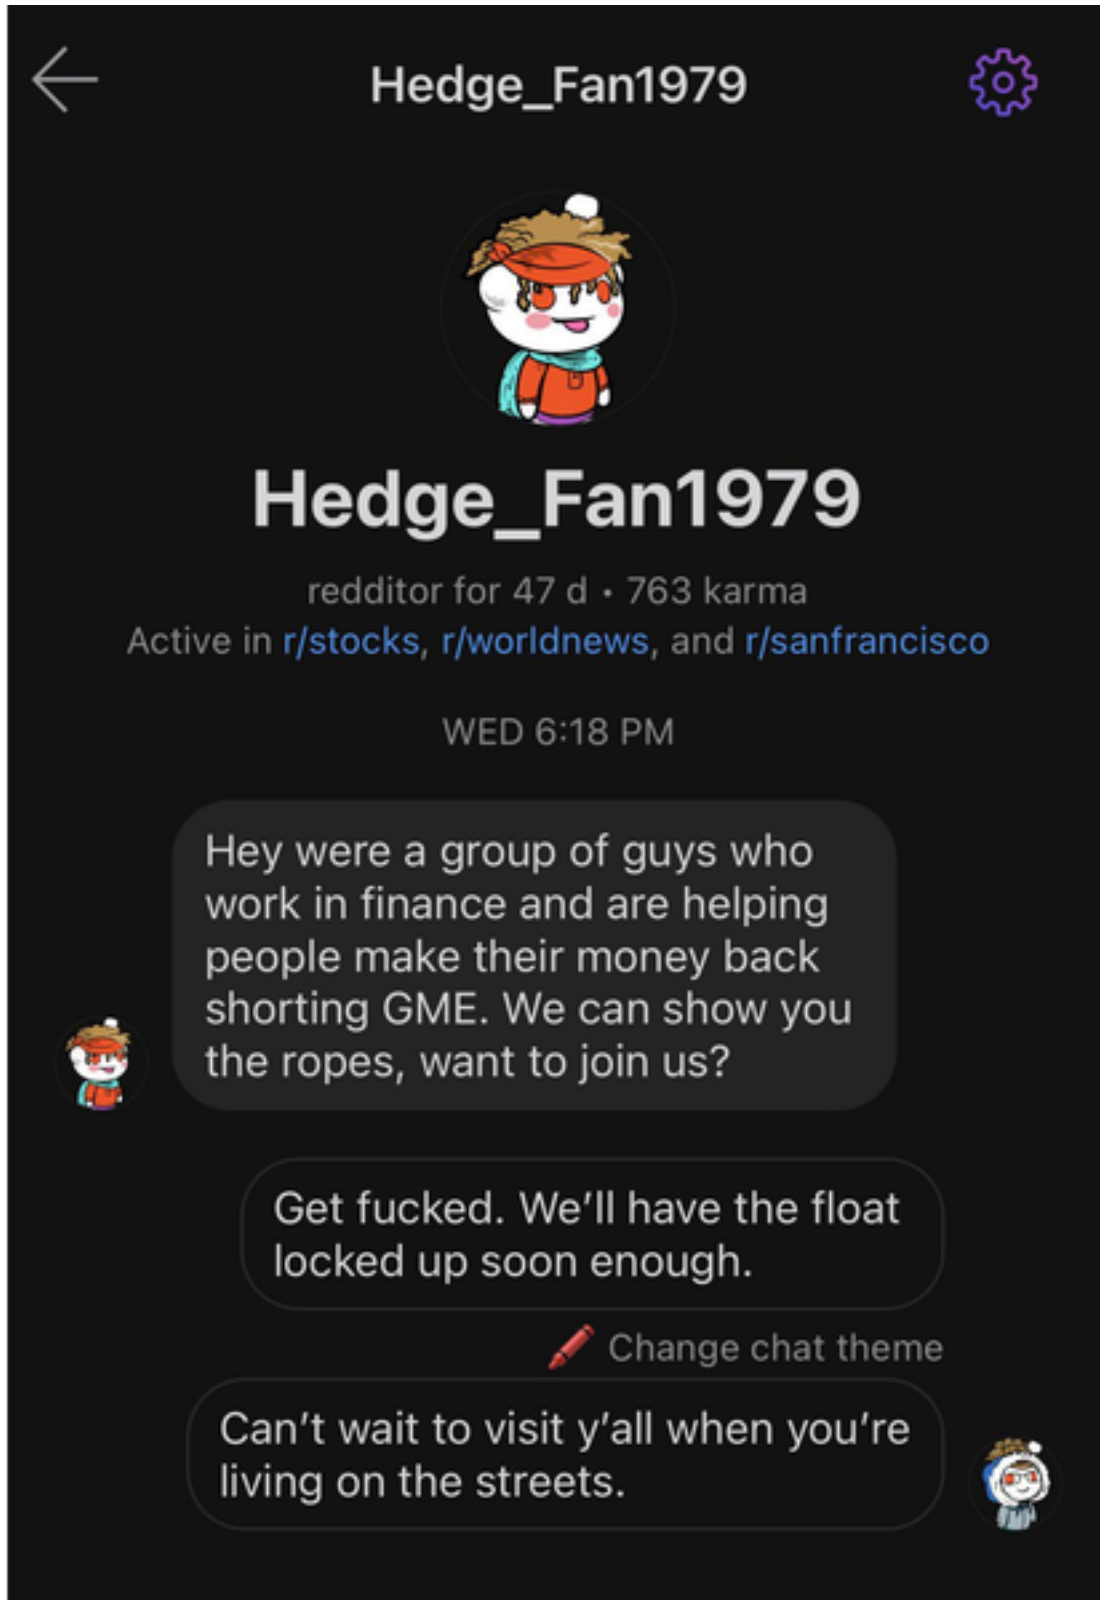 Hedge_Fan1979
Hedge_Fan1979
redditor for 47 d • 763 karma
Active in r/stocks, r/worldnews, and r/sanfrancisco
WED 6:18 PM
Hey were a group of guys who
work in finance and are helping
people make their money back
shorting GME. We can show you
the ropes, want to join us?
Get fucked. We’ll have the float
locked up soon enough.
Change chat theme
Can’t wait to visit y’all when you’re
living on the streets.